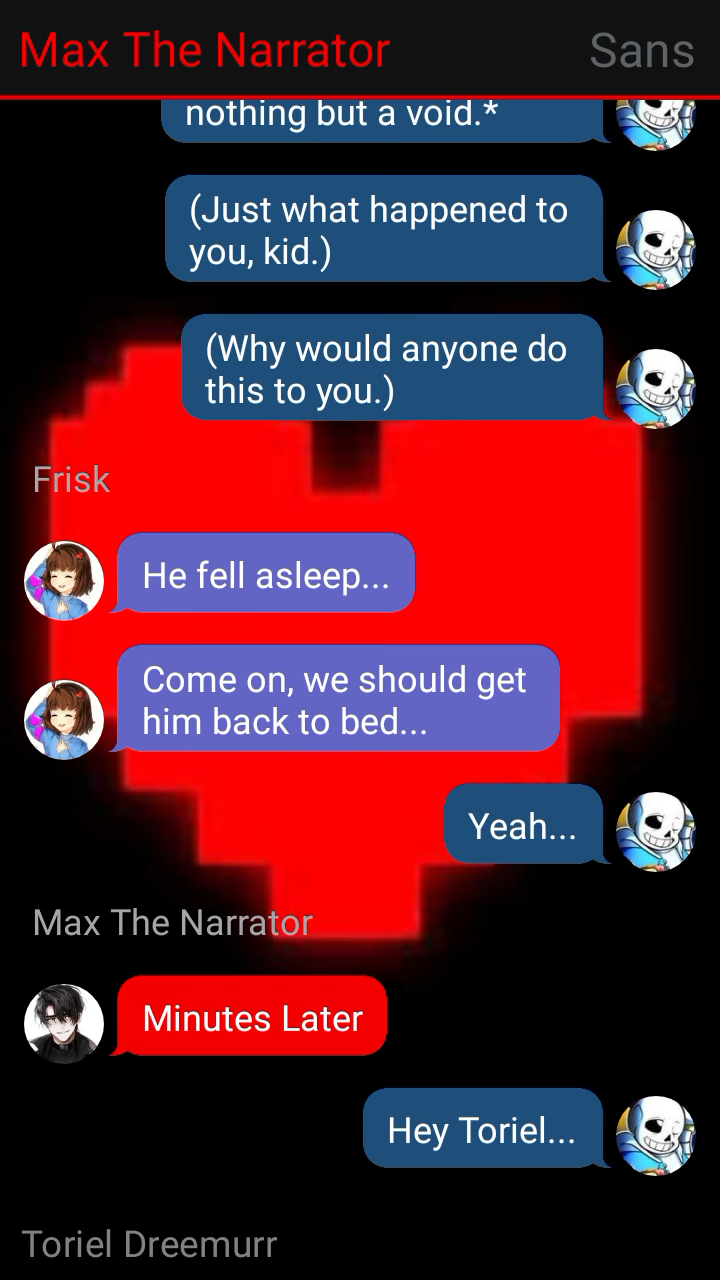 Max The Narrator
Sans
nothing but a void.*
(Just what happened to
you, kid.)
(Why would anyone do
this to you.)
Frisk
He fell asleep...
Come on, we should get
him back to bed...
Yeah...
Max The Narrator
Minutes Later
Hey Toriel...
Toriel Dreemurr